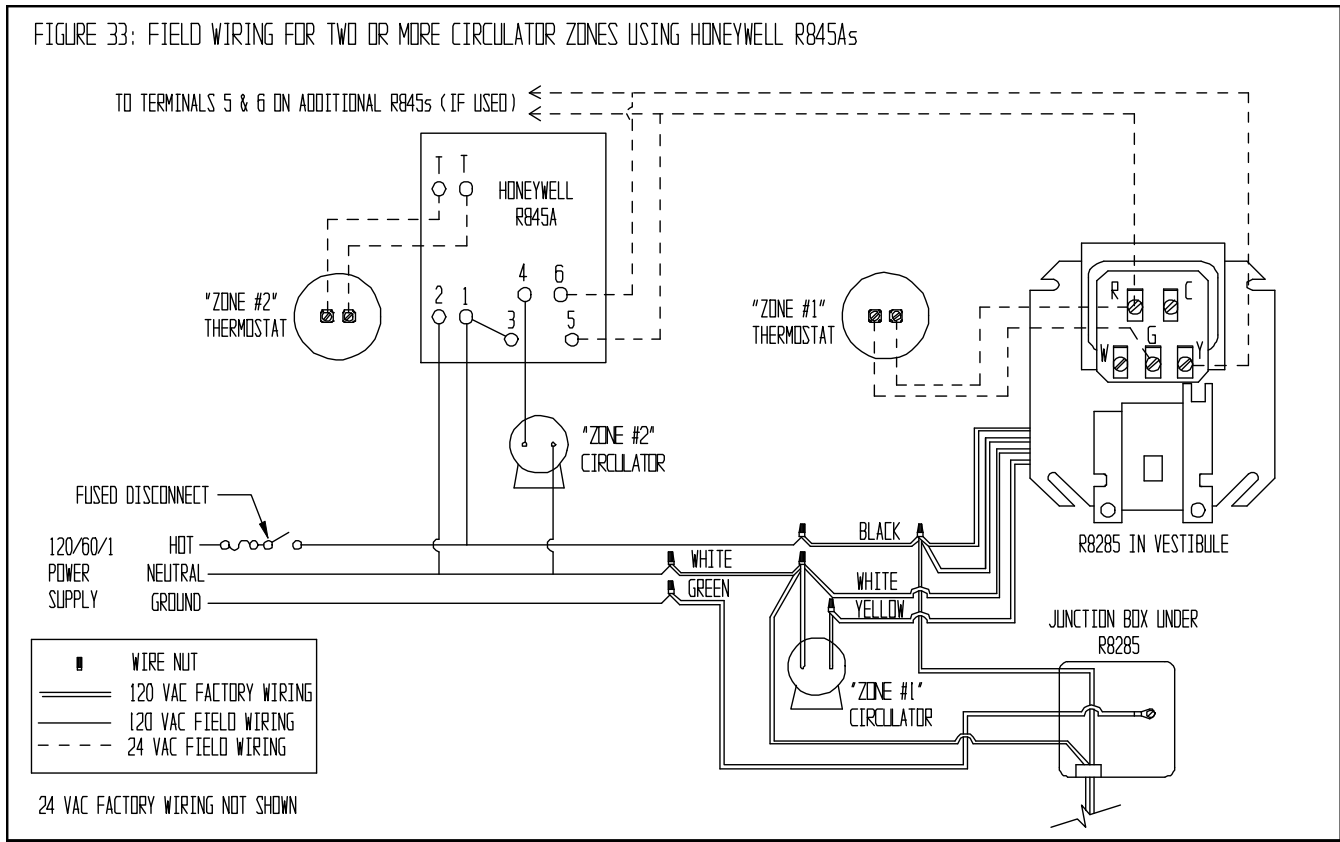 FIGURE 33: FIELD WIRING FOR TWO OR MORE CIRCULATOR ZONES USING HONEYWELL R845As
TO TERMINALS 5 & 6 ON ADDITIONAL R845s (IF USED)
T T
HONEYWELL
R845A
4 6
2 1
3 5
"ZONE #2"
THERMOSTAT
"ZONE #1"
THERMOSTAT
R C
G
W Y
"ZONE #2"
CIRCULATOR
FUSED DISCONNECT
120/60/1
POWER
SUPPLY
HOT
NEUTRAL
GROUND
BLACK
WHITE
GREEN
WHITE
YELLOW
R8285 IN VESTIBULE
JUNCTION BOX UNDER
R8285
"ZONE #1"
CIRCULATOR
WIRE NUT
120 VAC FACTORY WIRING
120 VAC FIELD WIRING
24 VAC FIELD WIRING
24 VAC FACTORY WIRING NOT SHOWN